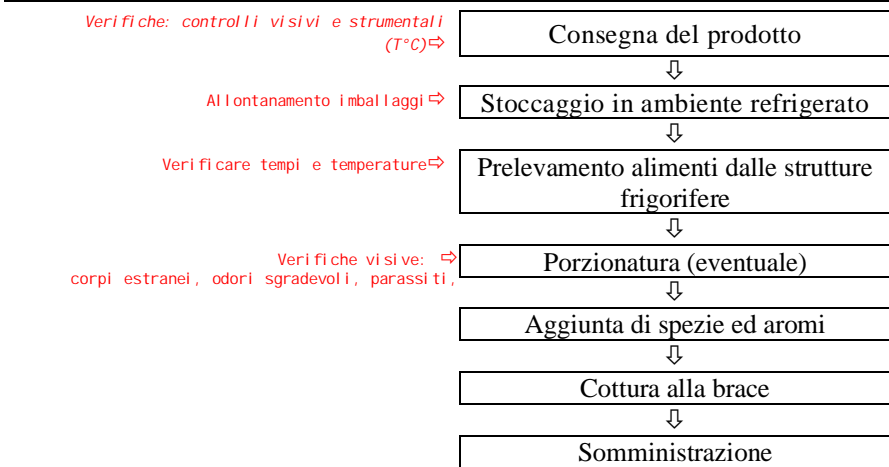 Verifiche: controlli visivi e strumentali
(T°C)⇨
Consegna del prodotto
⇩
Allontanamento imballaggi⇨
Stoccaggio in ambiente refrigerato
⇩
Verificare tempi e temperature⇨
Prelevamento alimenti dalle strutture
frigorifere
⇩
Verifiche visive: ⇨
corpi estranei, odori sgradevoli, parassiti,
Porzionatura (eventuale)
⇩
Aggiunta di spezie ed aromi
⇩
Cottura alla brace
⇩
Somministrazione